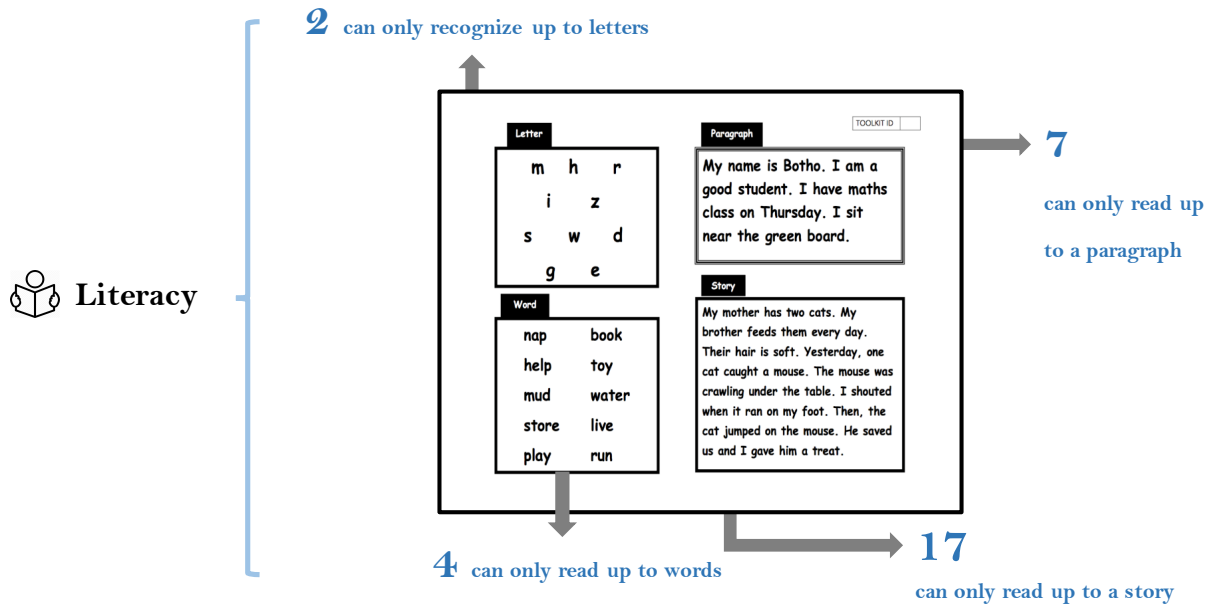 2 can only recognize up to letters
Literacy
TOOLKIT ID
Letter
m h r
i z
s w d
g e
Word
nap book
help toy
mud water
store live
play run
Paragraph
My name is Botho. I am a
good student. I have maths
class on Thursday. I sit
near the green board.
Story
My mother has two cats. My
brother feeds them every day.
Their hair is soft. Yesterday, one
cat caught a mouse. The mouse was
crawling under the table. I shouted
when it ran on my foot. Then, the
cat jumped on the mouse. He saved
us and I gave him a treat.
7
can only read up
to a paragraph
4 can only read up to words
17
can only read up to a story